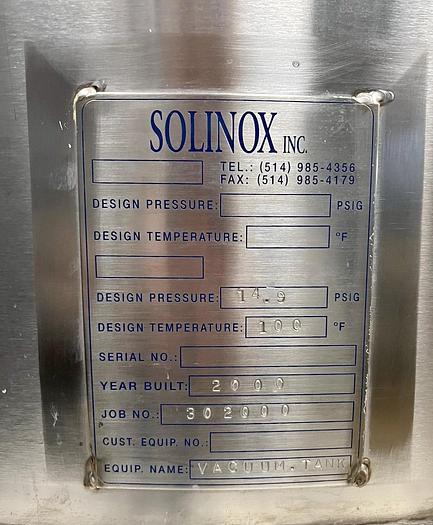 SOLINOX INC.
TEL.: (514) 985-4356
FAX: (514) 985-4179
DESIGN PRESSURE: PSIG
DESIGN TEMPERATURE: °F
DESIGN PRESSURE: 14.9 PSIG
DESIGN TEMPERATURE: 100 °F
SERIAL NO.:
YEAR BUILT: 2000
JOB NO.: 302000
CUST. EQUIP. NO.:
EQUIP. NAME: VACUUM.TANK